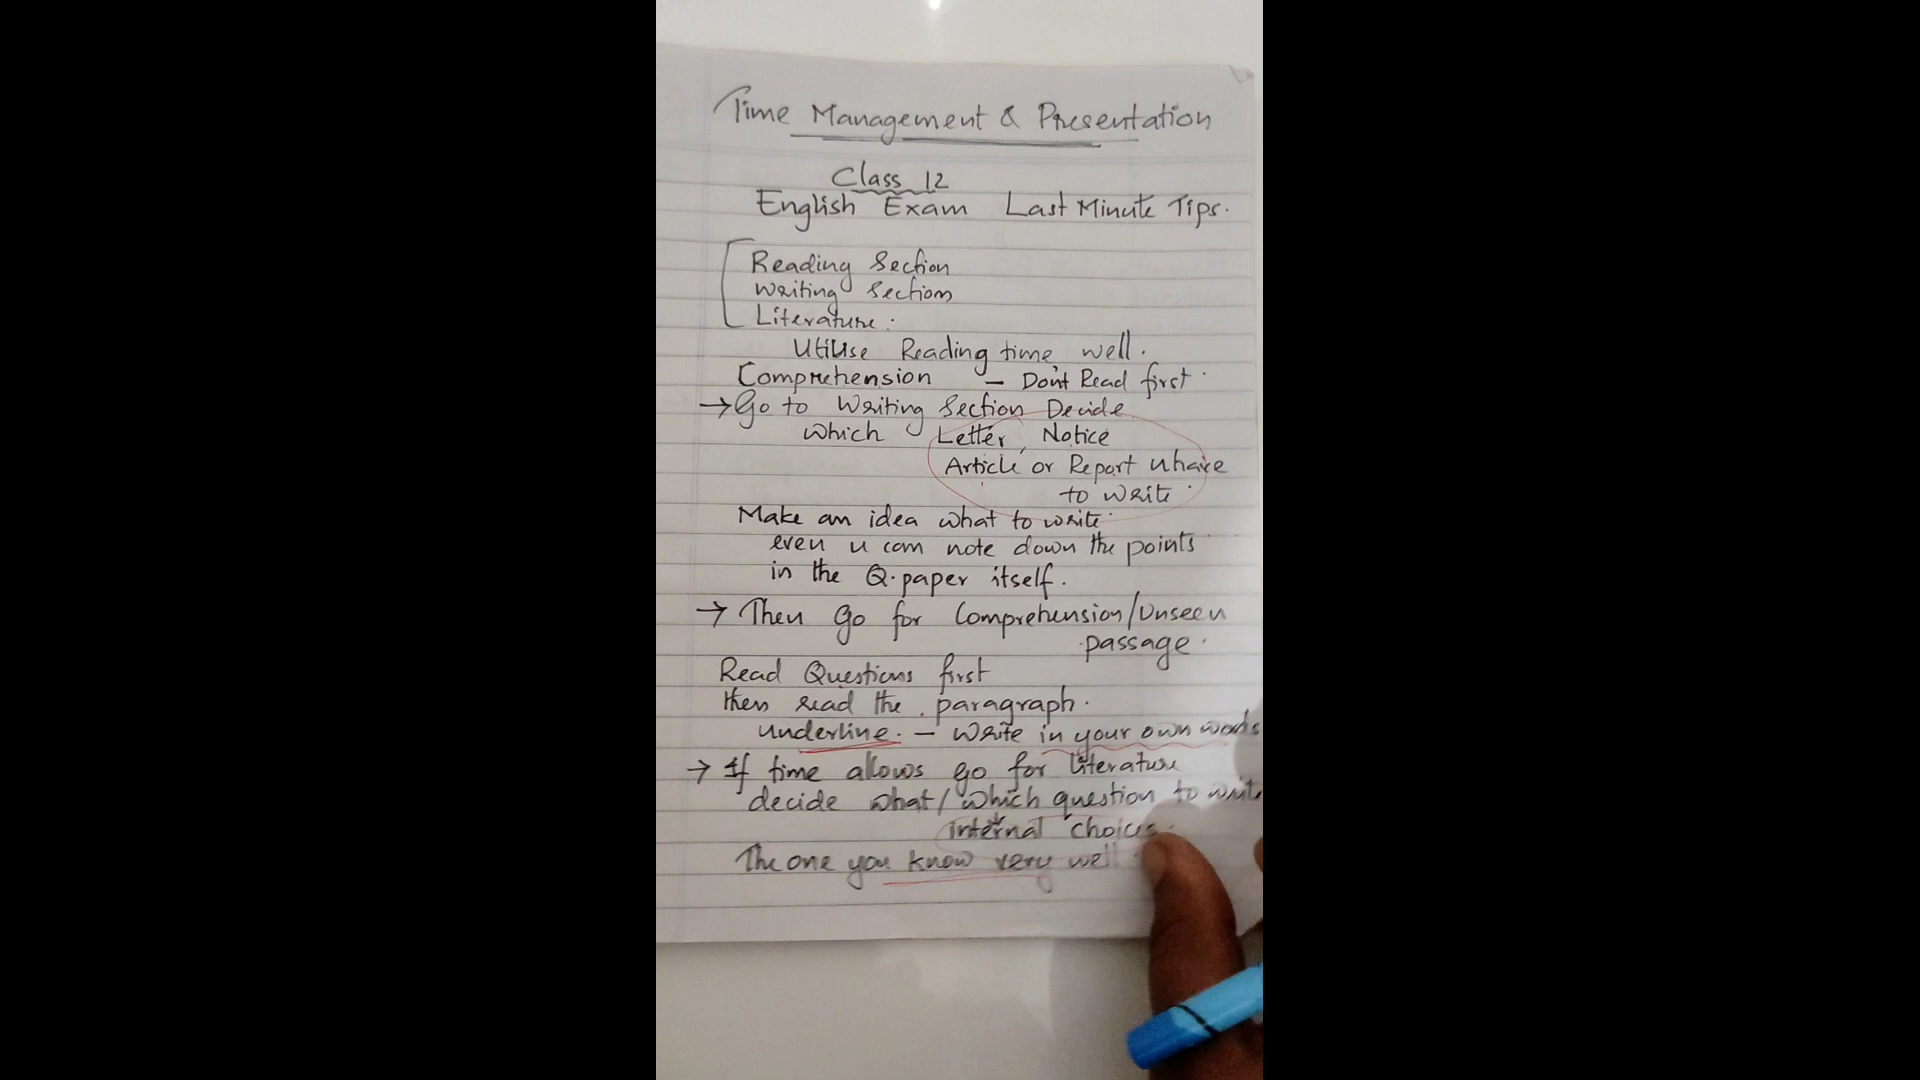 Time Management & Presentation
Class 12
English Exam Last Minute Tips.
Reading Section
Writing Section
Literature.
Utilise Reading time well.
Comprehension - Don't Read first.
→ Go to Writing Section Decide
which Letter, Notice
Article or Report u have
to write.
Make an idea what to write.
even u can note down the points
in the Q.paper itself.
→ Then Go for Comprehension/Unseen
passage.
Read Questions first
then read the paragraph.
underline. - Write in your own words
→ If time allows go for literature
decide what/which question to write
internal choices.
The one you know very well.